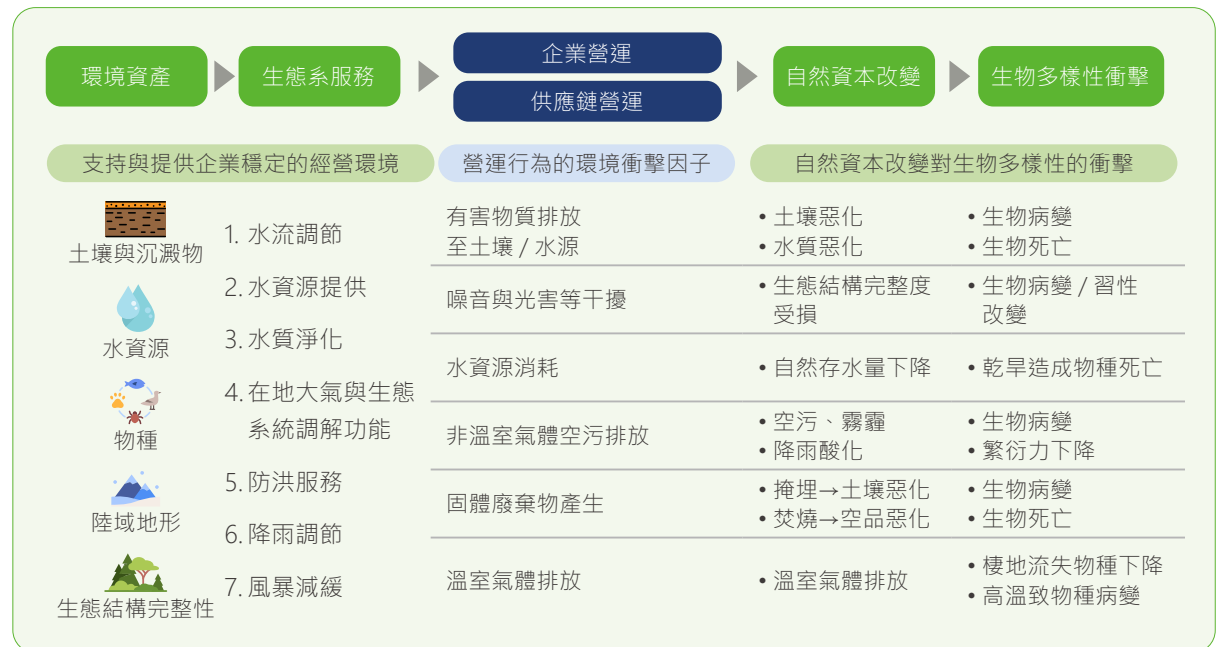 環境資產
生態系服務
企業營運
供應鏈營運
自然資本改變
生物多樣性衝擊
支持與提供企業穩定的經營環境
營運行為的環境衝擊因子
自然資本改變對生物多樣性的衝擊
土壤與沉澱物
水資源
物種
陸域地形
生態結構完整性
1. 水流調節
2. 水資源提供
3. 水質淨化
4. 在地大氣與生態
系統調解功能
5. 防洪服務
6. 降雨調節
7. 風暴減緩
有害物質排放
至土壤 / 水源
• 土壤惡化
• 水質惡化
• 生物病變
• 生物死亡
噪音與光害等干擾
• 生態結構完整度
受損
• 生物病變 / 習性
改變
水資源消耗
• 自然存水量下降
• 乾旱造成物種死亡
非溫室氣體空污排放
• 空污、霧霾
• 降雨酸化
• 生物病變
• 繁衍力下降
固體廢棄物產生
• 掩埋→土壤惡化
• 焚燒→空品惡化
• 生物病變
• 生物死亡
溫室氣體排放
• 溫室氣體排放
• 棲地流失物種下降
• 高溫致物種病變